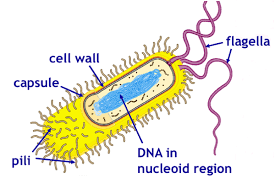 flagella
cell wall
capsule
pili
DNA in
nucleoid region